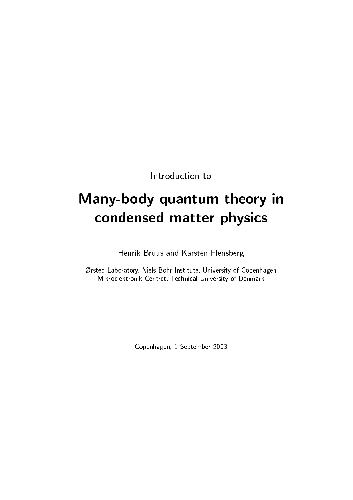 Introduction to
Many-body quantum theory in
condensed matter physics
Henrik Bruus and Karsten Flensberg
Ørsted Laboratory, Niels Bohr Institute, University of Copenhagen
Mikroelektronik Centret, Technical University of Denmark
Copenhagen, 1 September